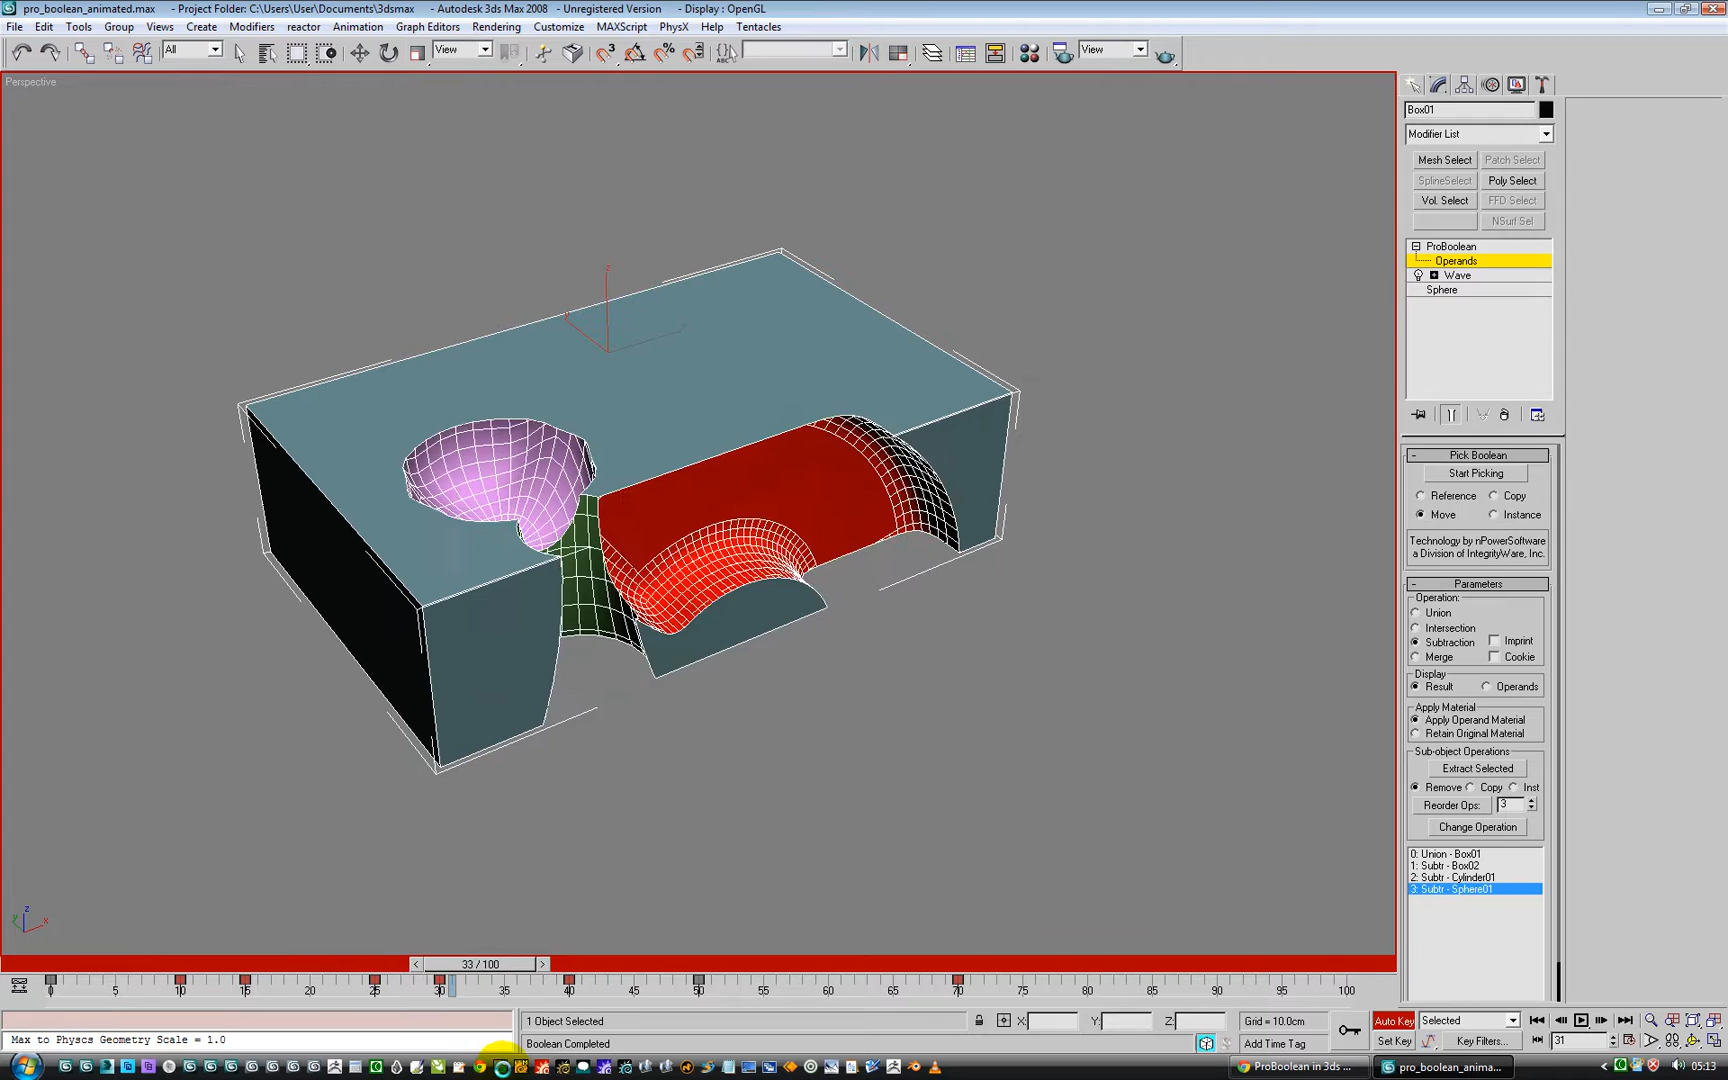 pro_boolean_animated.max - Project Folder: C:\Users\User\Documents\3dsmax - Autodesk 3ds Max 2008 - Unregistered Version - Display : OpenGL
File Edit Tools Group Views Create Modifiers reactor Animation Graph Editors Rendering Customize MAXScript PhysX Help Tentacles
All View ABC View
Perspective
Box01
Modifier List
Mesh Select Patch Select
SplineSelect Poly Select
Vol. Select FFD Select
NSurf Sel
ProBoolean
Operands
Wave
Sphere
Pick Boolean
Start Picking
Reference Copy
Move Instance
Technology by nPowerSoftware
a Division of IntegrityWare, Inc.
Parameters
Operation:
Union
Intersection
Subtraction Imprint
Merge Cookie
Display
Result Operands
Apply Material
Apply Operand Material
Retain Original Material
Sub-object Operations
Extract Selected
Remove Copy Inst
Reorder Ops: 3
Change Operation
0: Union - Box01
1: Subtr - Box02
2: Subtr - Cylinder01
3: Subtr - Sphere01
z
z
y x
< 33 / 100 >
0 5 10 15 20 25 30 35 40 45 50 55 60 65 70 75 80 85 90 95 100
1 Object Selected X: Y: Z: Grid = 10.0cm Auto Key Selected
Max to Physcs Geometry Scale = 1.0 Boolean Completed Add Time Tag Set Key Key Filters... 31
ProBoolean in 3ds ... pro_boolean_anima... 05:13